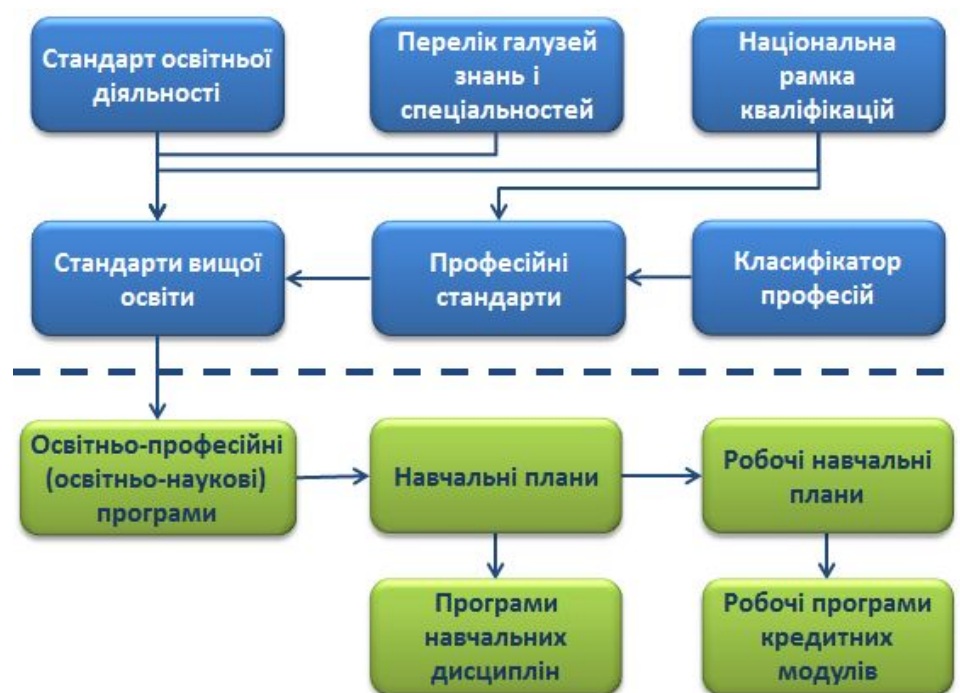 Стандарт освітньої
діяльності
Перелік галузей
знань і
спеціальностей
Національна
рамка
кваліфікацій
Стандарти вищої
освіти
Професійні
стандарти
Класифікатор
професій
Освітньо-професійні
(освітньо-наукові)
програми
Навчальні плани
Робочі навчальні
плани
Програми
навчальних
дисциплін
Робочі програми
кредитних
модулів